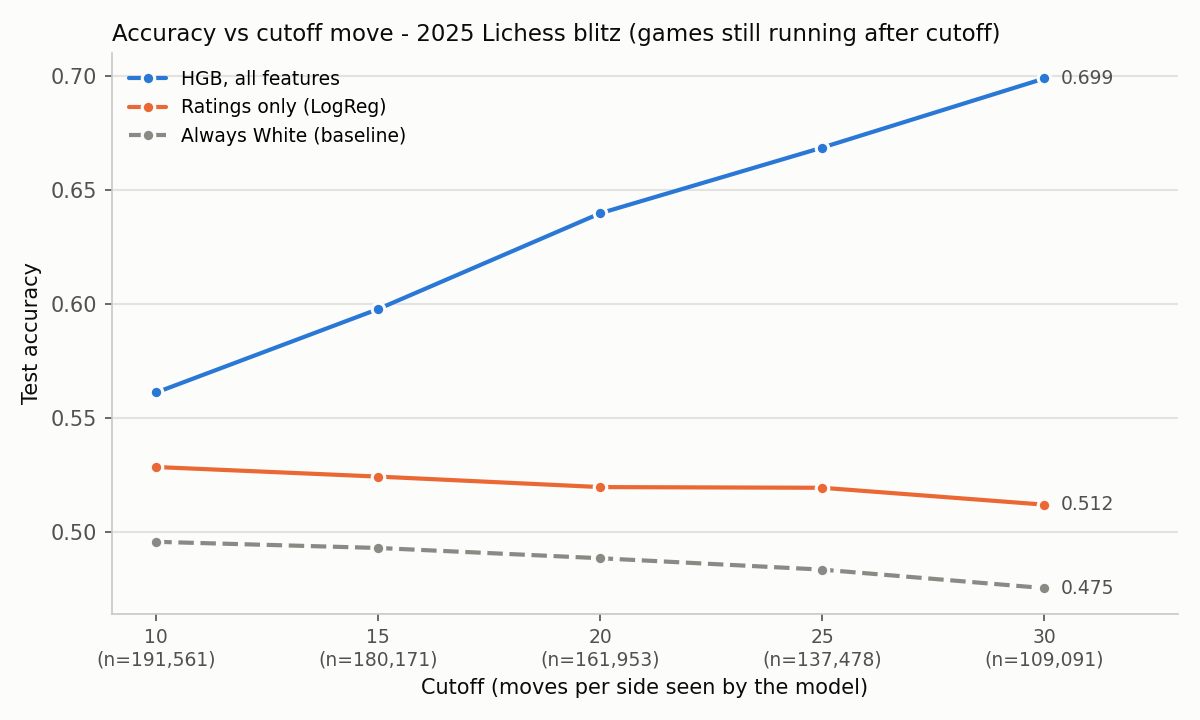 Accuracy vs cutoff move - 2025 Lichess blitz (games still running after cutoff)
HGB, all features
Ratings only (LogReg)
Always White (baseline)
0.70
0.65
0.60
0.55
0.50
Test accuracy
0.699
0.512
0.475
10
(n=191,561)
15
(n=180,171)
20
(n=161,953)
25
(n=137,478)
30
(n=109,091)
Cutoff (moves per side seen by the model)